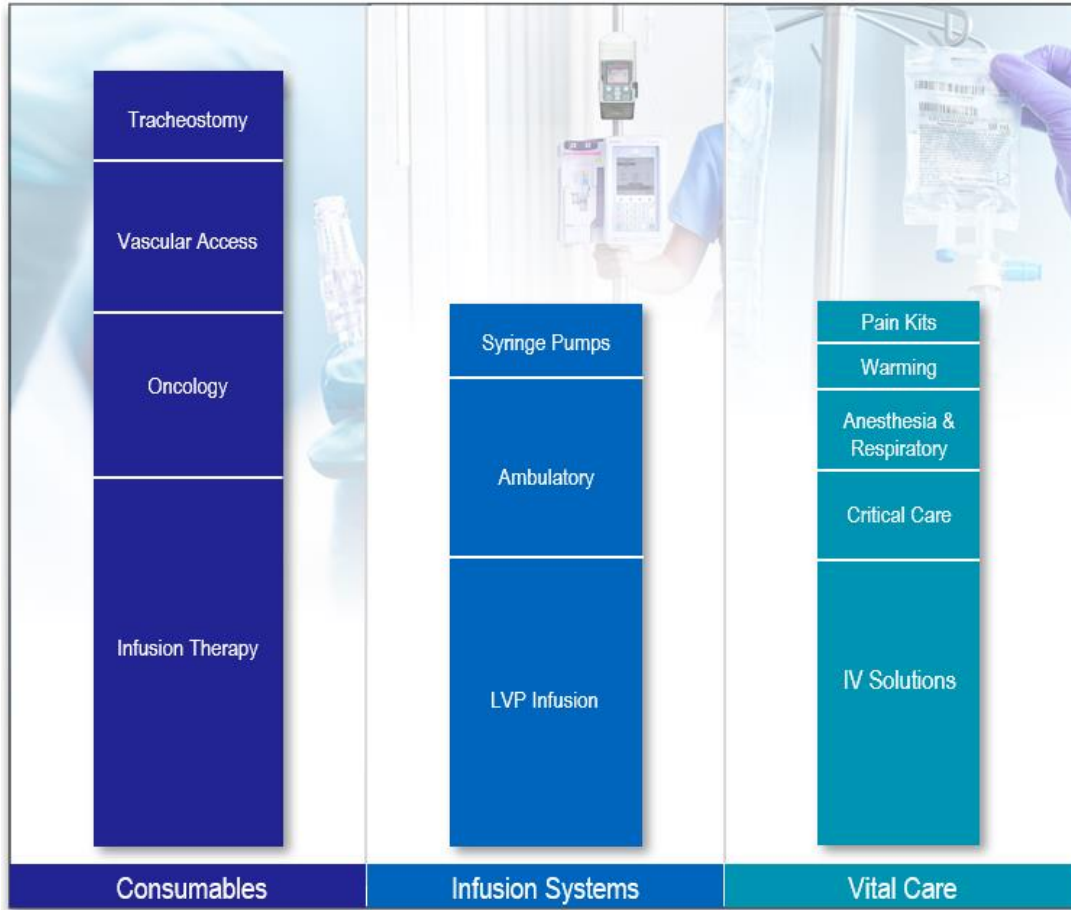 Tracheostomy
Vascular Access
Oncology
Infusion Therapy
Consumables
Syringe Pumps
Ambulatory
LVP Infusion
Infusion Systems
Pain Kits
Warming
Anesthesia &
Respiratory
Critical Care
IV Solutions
Vital Care